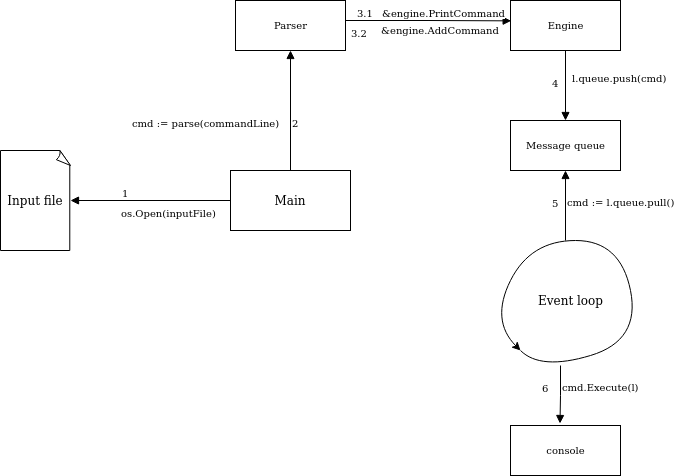 3.1 &engine.PrintCommand
Parser
Engine
3.2 &engine.AddCommand
4 l.queue.push(cmd)
cmd := parse(commandLine) 2
Message queue
1
Input file
Main
os.Open(inputFile)
5 cmd := l.queue.pull()
Event loop
6 cmd.Execute(l)
console